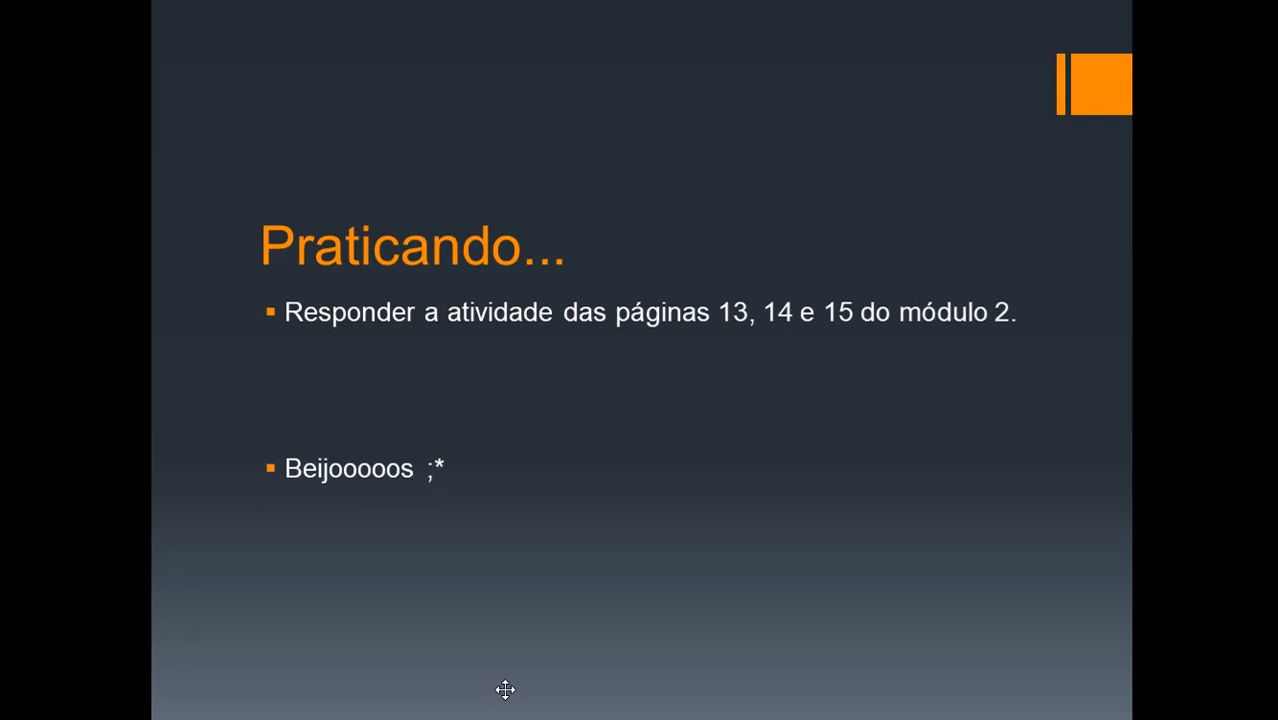 Praticando...
Responder a atividade das páginas 13, 14 e 15 do módulo 2.
Beijooooos ;*